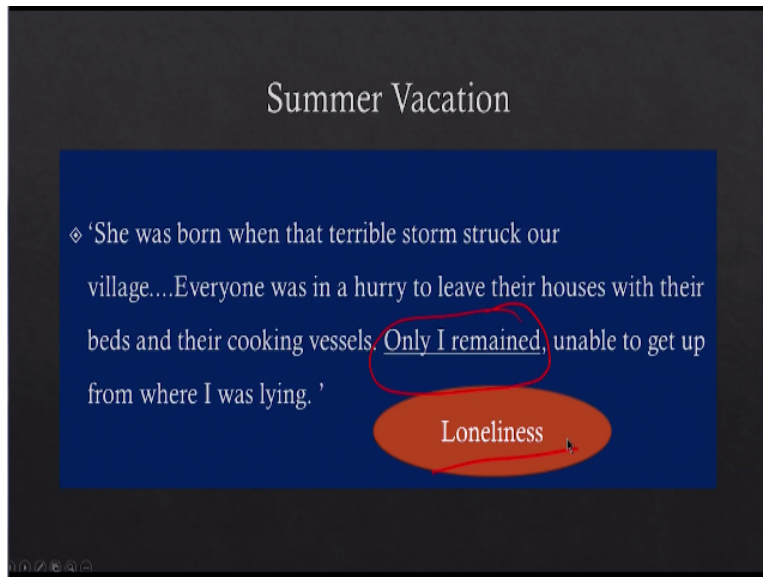 Summer Vacation
‘She was born when that terrible storm struck our
village....Everyone was in a hurry to leave their houses with their
beds and their cooking vessels. Only I remained, unable to get up
from where I was lying. ’
Loneliness